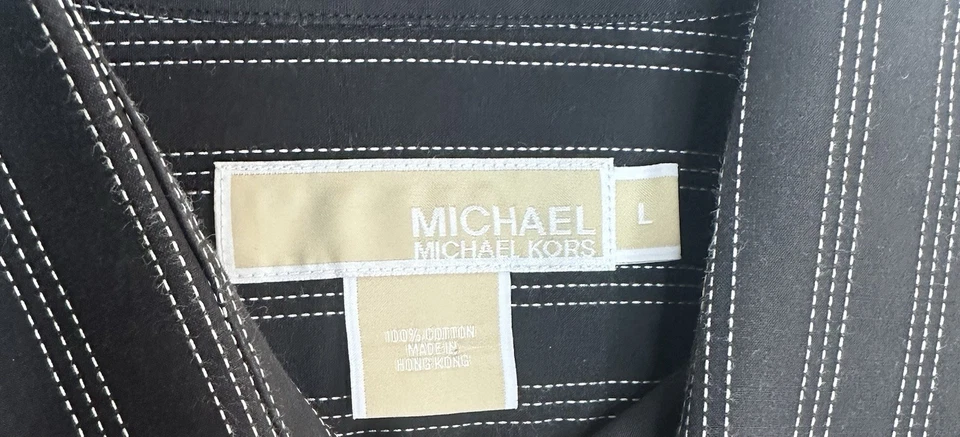 MICHAEL
MICHAEL KORS
L
100% COTTON
MADE IN
HONG KONG